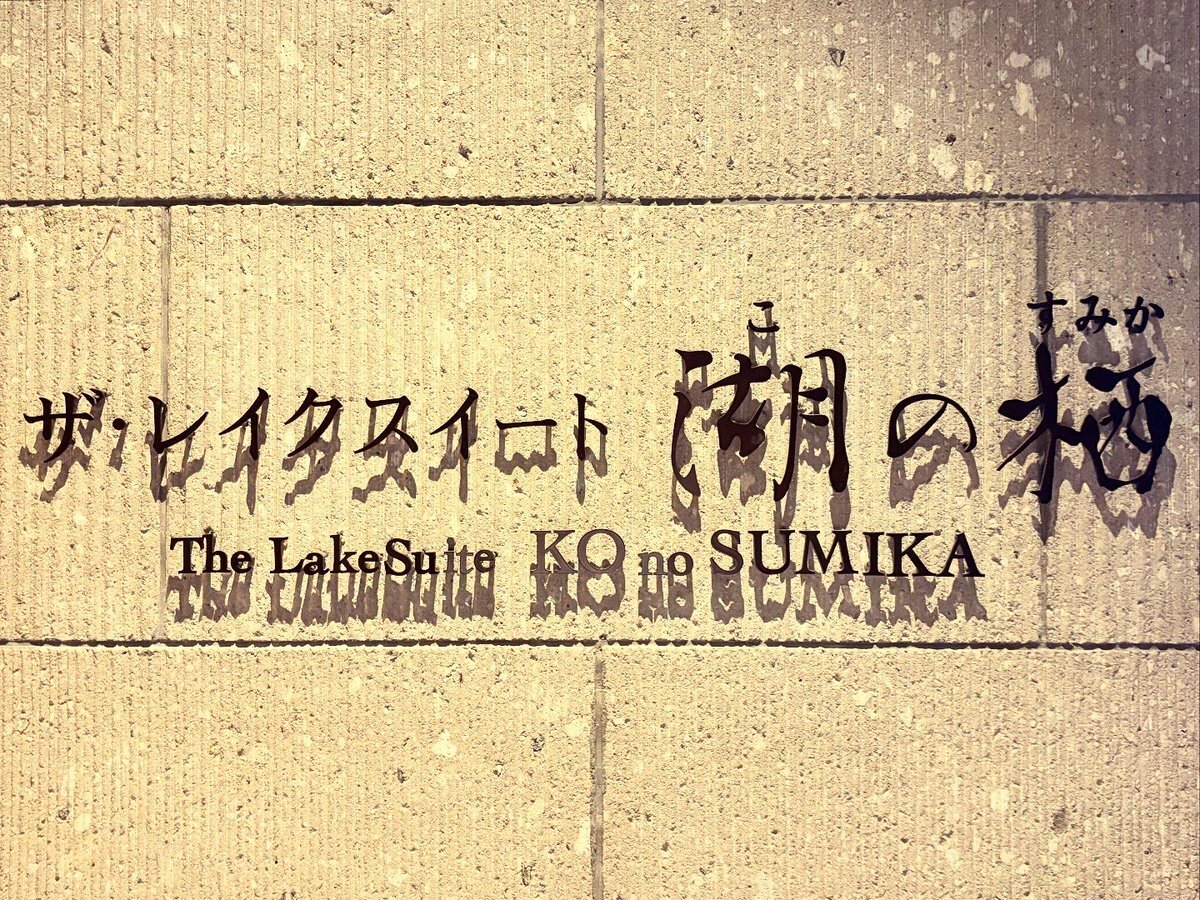 こ すみか
ザ・レイクスイート 湖の栖
The LakeSuite KO no SUMIKA